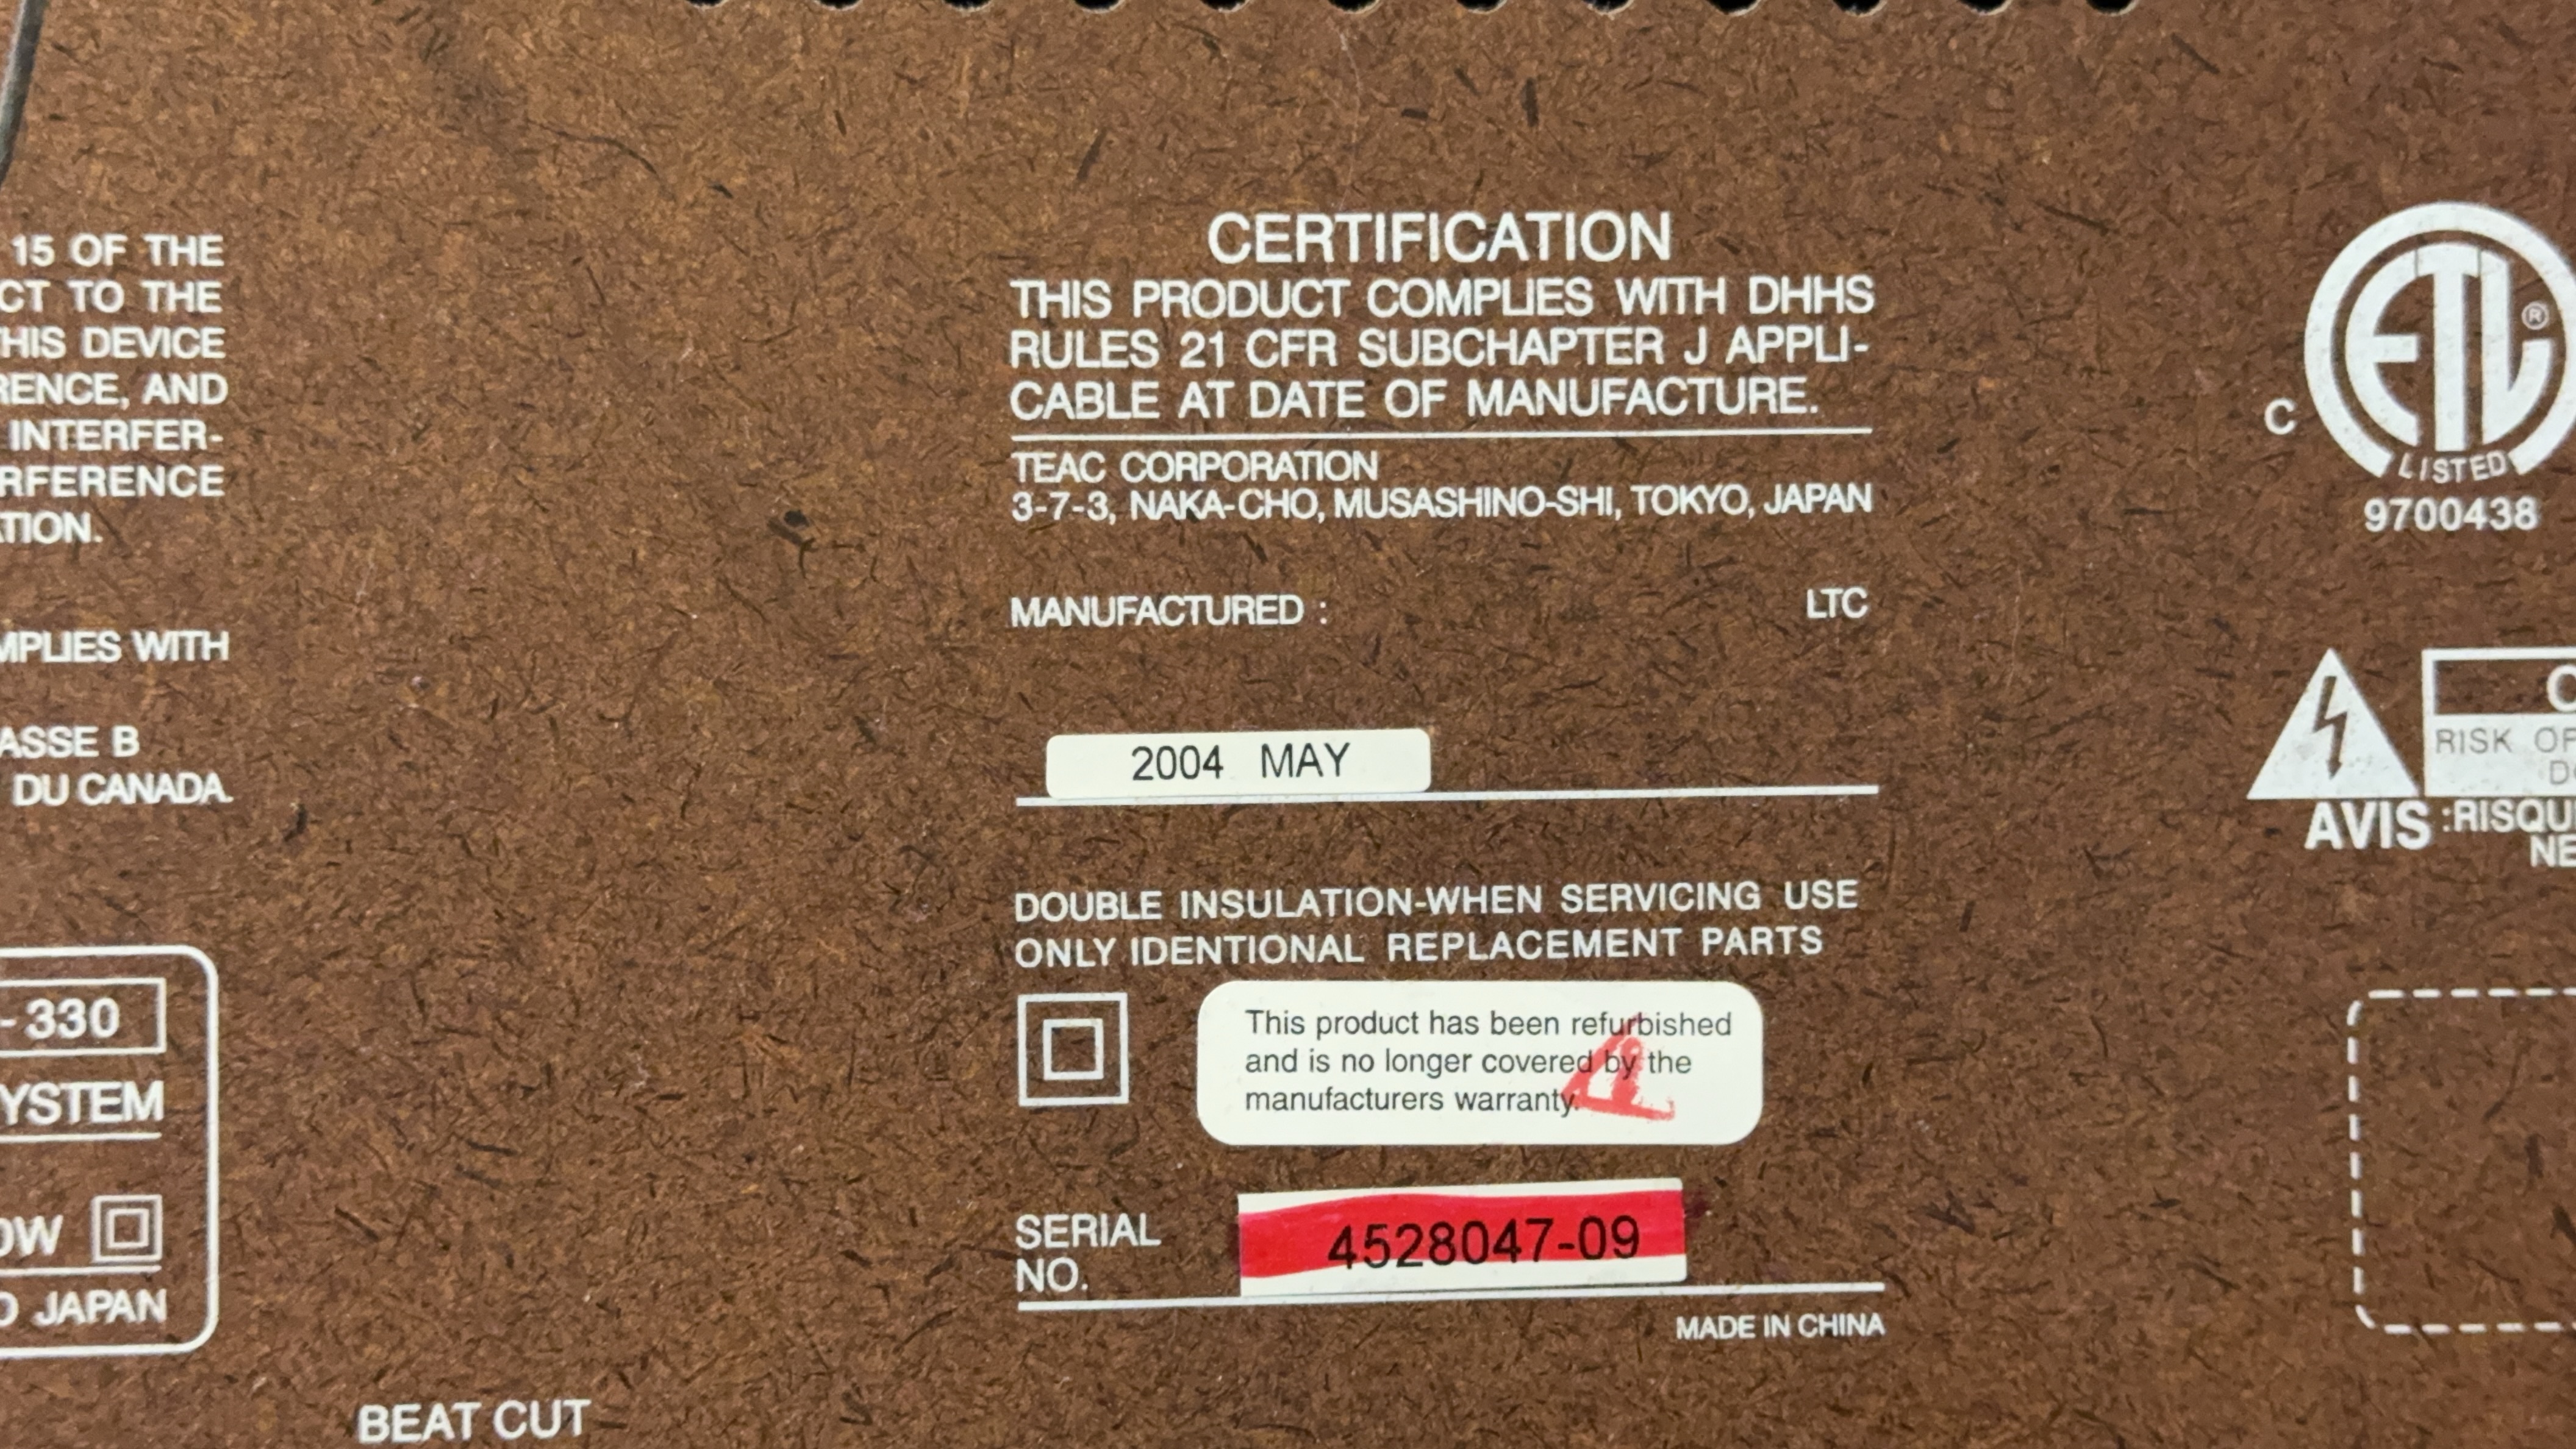 15 OF THE
CT TO THE
HIS DEVICE
RENCE, AND
INTERFER-
RFERENCE
TION.
MPLIES WITH
ASSE B
DU CANADA.
-330
YSTEM
0W
O JAPAN
BEAT CUT
CERTIFICATION
THIS PRODUCT COMPLIES WITH DHHS
RULES 21 CFR SUBCHAPTER J APPLI-
CABLE AT DATE OF MANUFACTURE.
TEAC CORPORATION
3-7-3, NAKA-CHO, MUSASHINO-SHI, TOKYO, JAPAN
MANUFACTURED : LTC
2004 MAY
DOUBLE INSULATION-WHEN SERVICING USE
ONLY IDENTIONAL REPLACEMENT PARTS
This product has been refurbished
and is no longer covered by the
manufacturers warranty.
SERIAL
NO. 4528047-09
MADE IN CHINA
C ETL ®
LISTED
9700438
RISK OF
AVIS :RISQU
NE